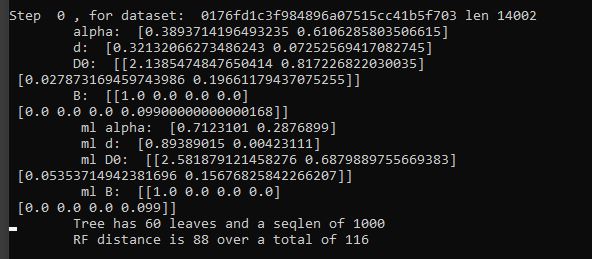 Step  0 , for dataset:  0176fd1c3f984896a07515cc41b5f703 len 14002
alpha:  [0.3893714196493235 0.6106285803506615]
d:  [0.32132066273486243 0.07252569417082745]
D0:  [[2.1385474847650414 0.817226822030035]
[0.027873169459743986 0.19661179437075255]]
B:  [[1.0 0.0 0.0 0.0]
[0.0 0.0 0.0 0.09900000000000168]]
ml alpha:  [0.7123101 0.2876899]
ml d:  [0.89389015 0.00423111]
ml D0:  [[2.581879121458276 0.6879889755669383]
[0.05353714942381696 0.15676825842266207]]
ml B:  [[1.0 0.0 0.0 0.0]
[0.0 0.0 0.0 0.099]]
Tree has 60 leaves and a seqlen of 1000
RF distance is 88 over a total of 116